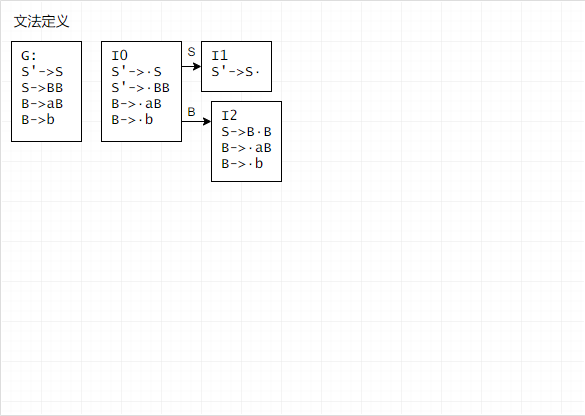 文法定义
G:
S'->S
S->BB
B->aB
B->b
I0
S'->·S
S'->·BB
B->·aB
B->·b
S
I1
S'->S·
B
I2
S->B·B
B->·aB
B->·b